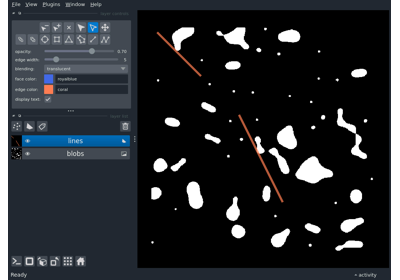 File View Plugins Window Help
opacity: 0.70
edge width:
blending: translucent
face color: royalblue
edge color: coral
display text: ✓
lines
blobs
Ready
activity